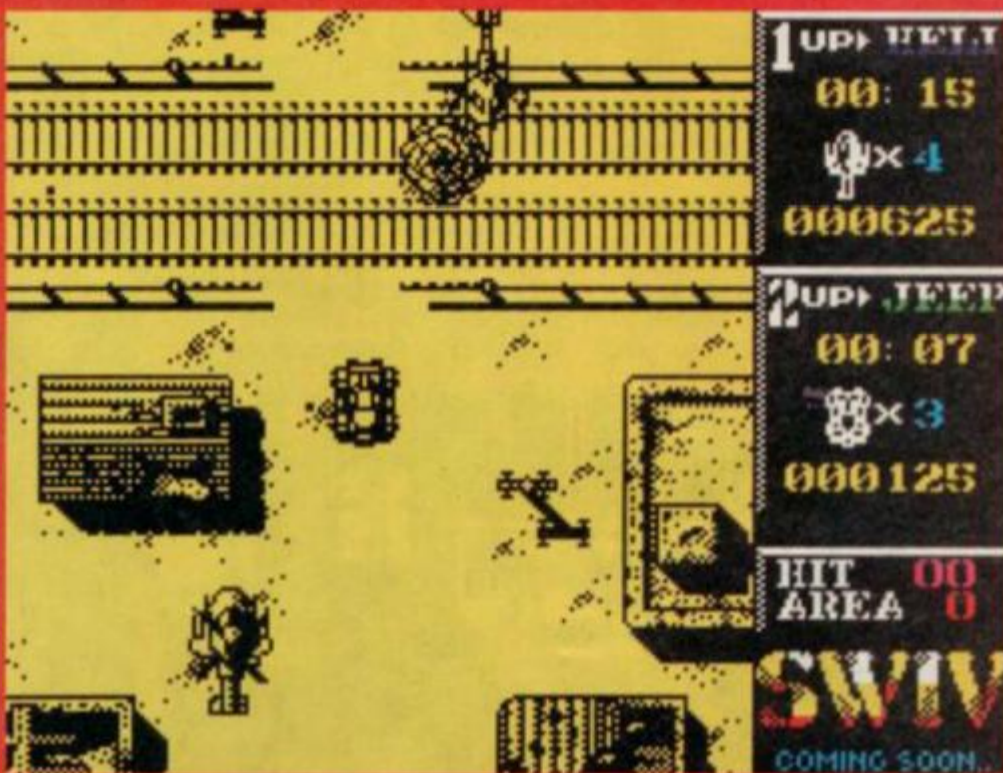 1UP▸ HELI
00: 15
×4
000625
2UP▸ JEEP
00: 07
×3
000125
HIT 00
AREA 0
SWIV
COMING SOON..